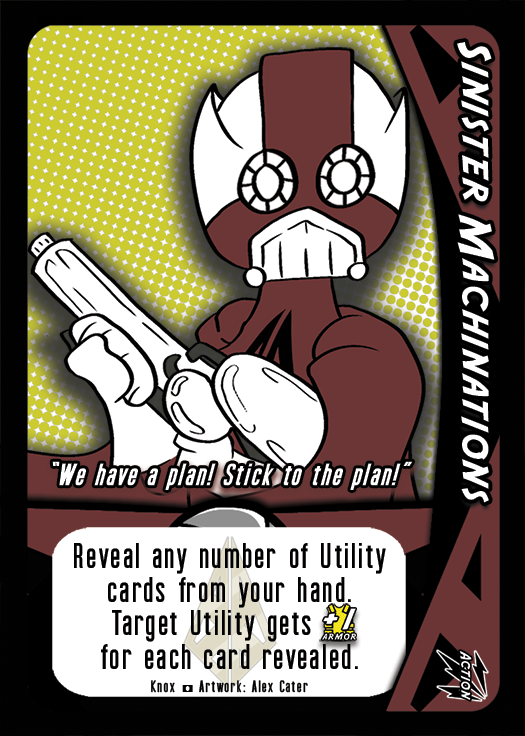 SINISTER MACHINATIONS
"We have a plan! Stick to the plan!"
Reveal any number of Utility
cards from your hand.
Target Utility gets +1 ARMOR
for each card revealed.
Knox Artwork: Alex Cater
ACTION